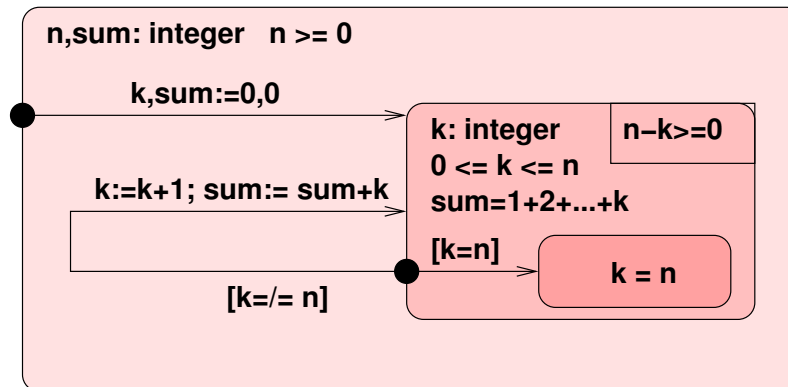 n,sum: integer n >= 0
k,sum:=0,0
k: integer
n-k>=0
0 <= k <= n
k:=k+1; sum:= sum+k
sum=1+2+...+k
[k=n]
k = n
[k=/= n]